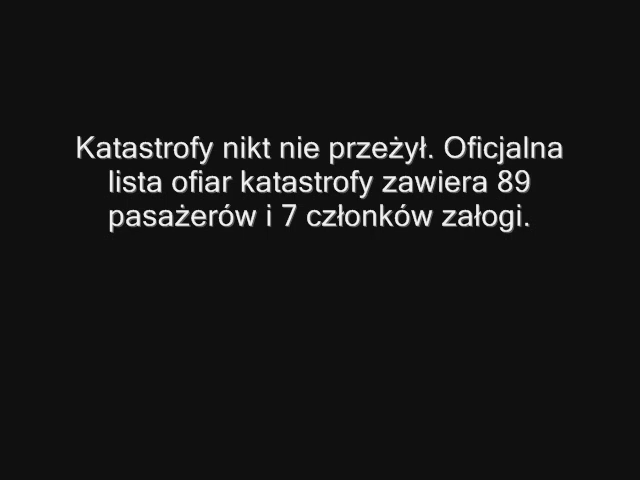 Katastrofy nikt nie przeżył. Oficjalna
lista ofiar katastrofy zawiera 89
pasażerów i 7 członków załogi.